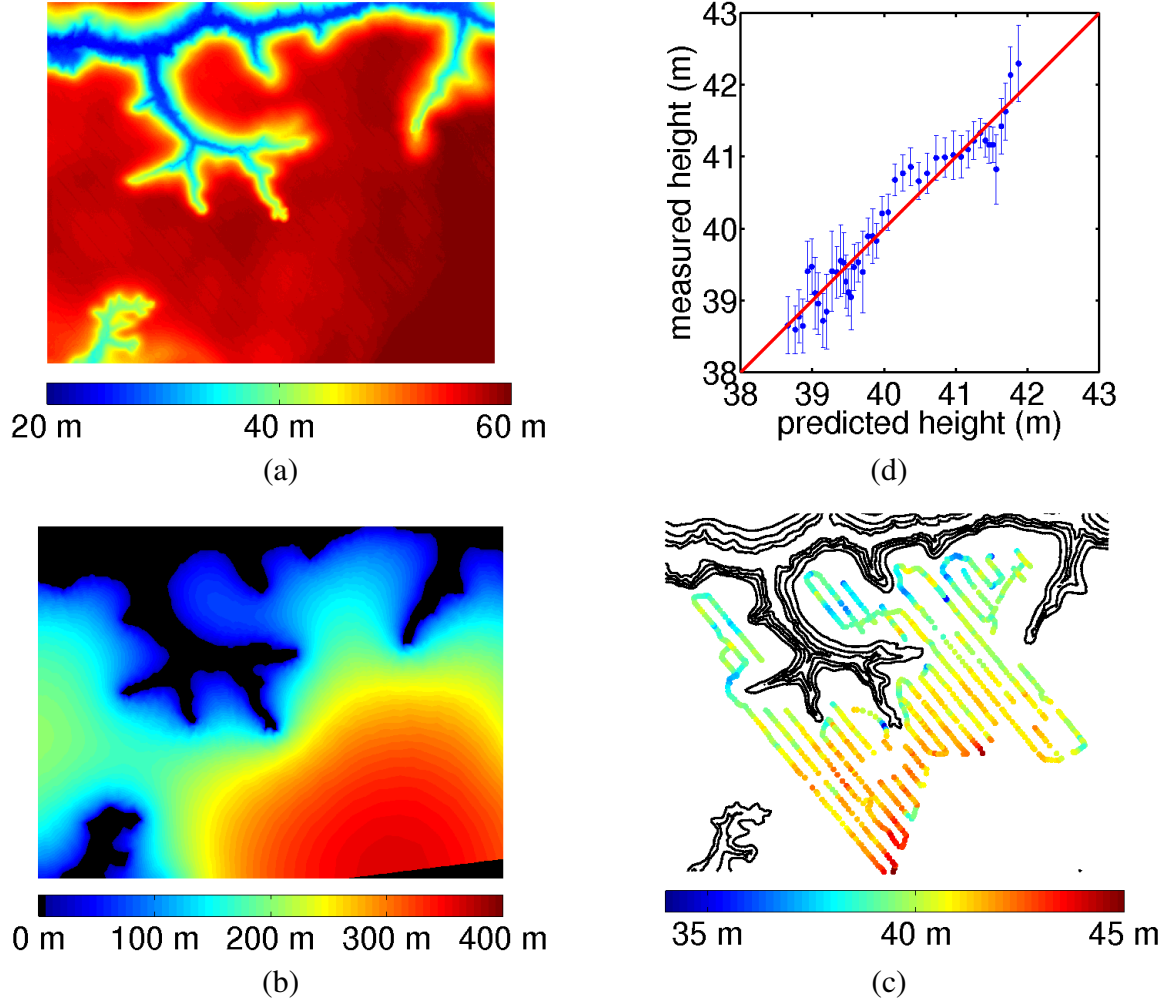 20 m 40 m 60 m
(a)
43
42
41
40
39
38
measured height (m)
38 39 40 41 42 43
predicted height (m)
(d)
0 m 100 m 200 m 300 m 400 m
(b)
35 m 40 m 45 m
(c)